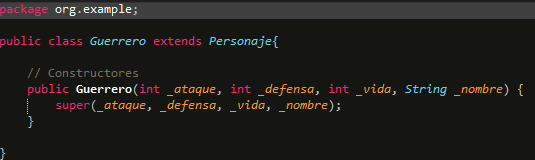 package org.example;
public class Guerrero extends Personaje{
// Constructores
public Guerrero(int _ataque, int _defensa, int _vida, String _nombre) {
super(_ataque, _defensa, _vida, _nombre);
}
}